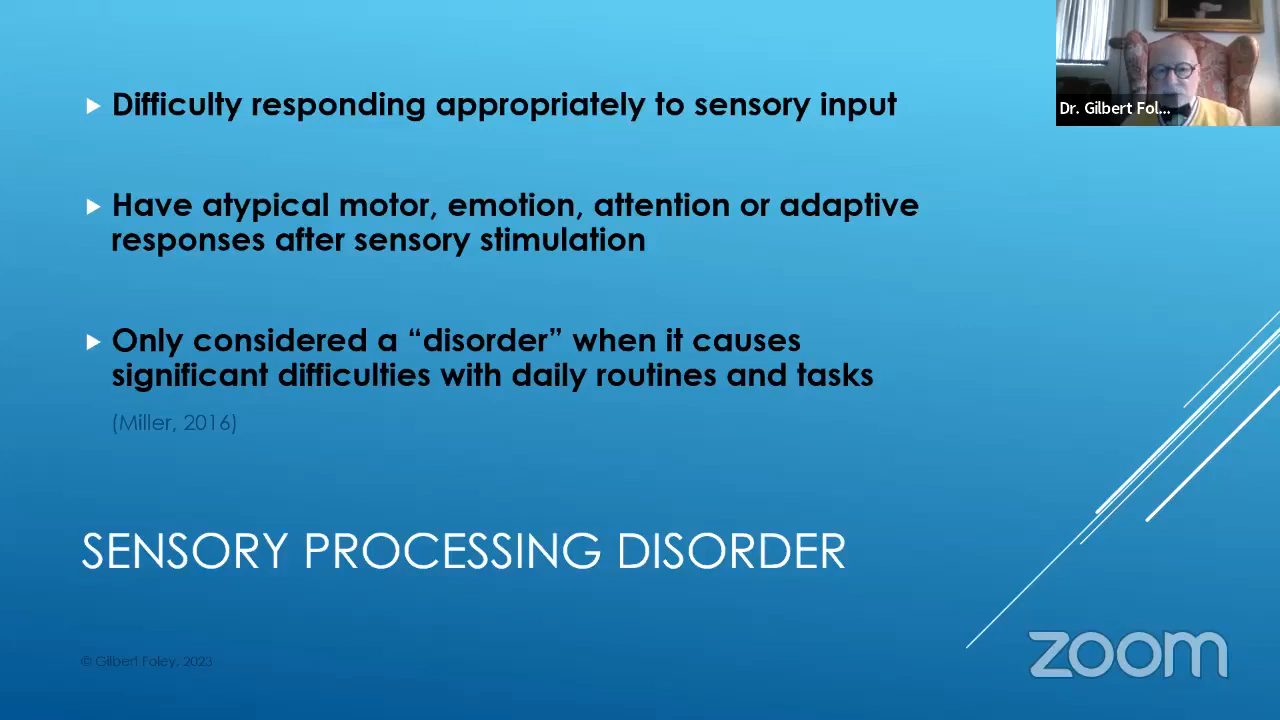 Difficulty responding appropriately to sensory input
Dr. Gilbert Fol...
Have atypical motor, emotion, attention or adaptive
responses after sensory stimulation
Only considered a “disorder” when it causes
significant difficulties with daily routines and tasks
(Miller, 2016)
SENSORY PROCESSING DISORDER
© Gilbert Foley, 2023
zoom